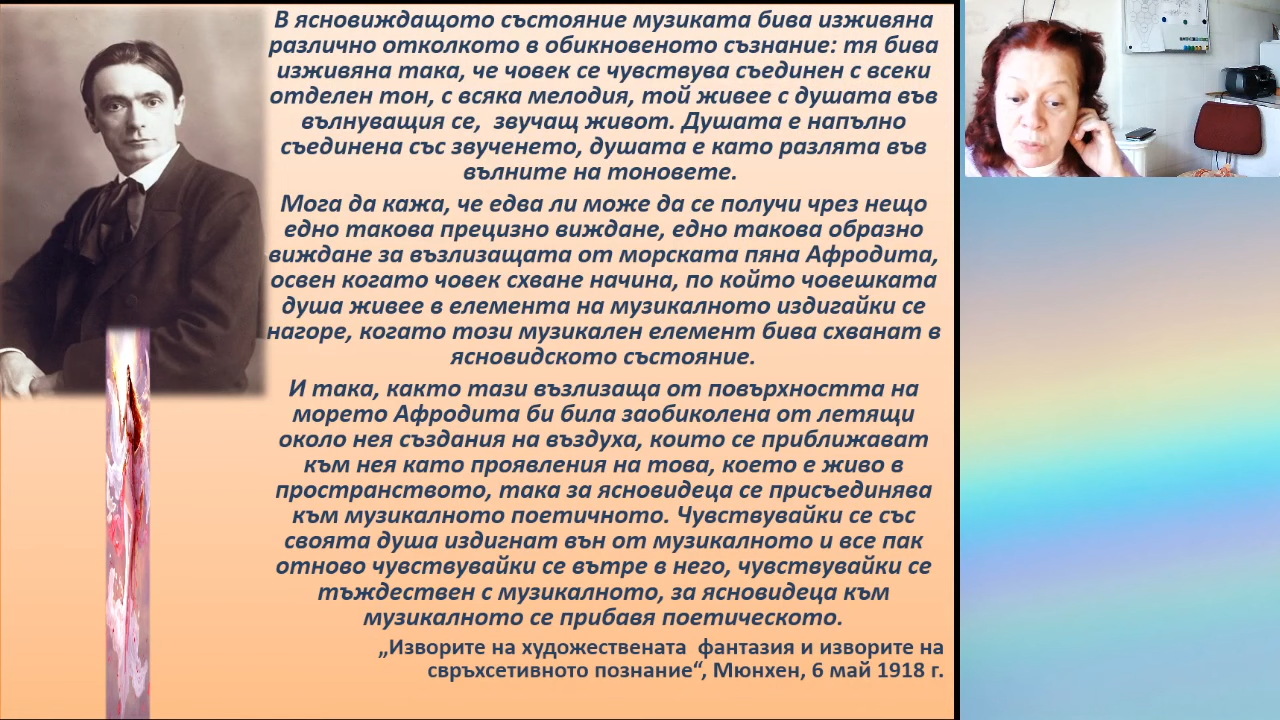 В ясновиждащото състояние музиката бива изживяна
различно отколкото в обикновеното съзнание: тя бива
изживяна така, че човек се чувствува съединен с всеки
отделен тон, с всяка мелодия, той живее с душата във
вълнуващия се, звучащ живот. Душата е напълно
съединена със звученето, душата е като разлята във
вълните на тоновете.
Мога да кажа, че едва ли може да се получи чрез нещо
едно такова прецизно виждане, едно такова образно
виждане за възлизащата от морската пяна Афродита,
освен когато човек схване начина, по който човешката
душа живее в елемента на музикалното издигайки се
нагоре, когато този музикален елемент бива схванат в
ясновидското състояние.
И така, както тази възлизаща от повърхността на
морето Афродита би била заобиколена от летящи
около нея създания на въздуха, които се приближават
към нея като проявления на това, което е живо в
пространството, така за ясновидеца се присъединява
към музикалното поетичното. Чувствувайки се със
своята душа издигнат вън от музикалното и все пак
отново чувствувайки се вътре в него, чувствувайки се
тъждествен с музикалното, за ясновидеца към
музикалното се прибавя поетическото.
„Изворите на художествената фантазия и изворите на
свръхсетивното познание“, Мюнхен, 6 май 1918 г.